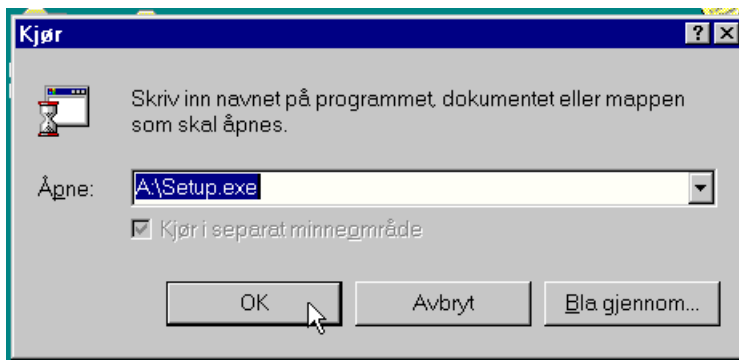 Kjør
Skriv inn navnet på programmet, dokumentet eller mappen
som skal åpnes.
Åpne: A:\Setup.exe
Kjør i separat minneområde
OK Avbryt Bla gjennom...